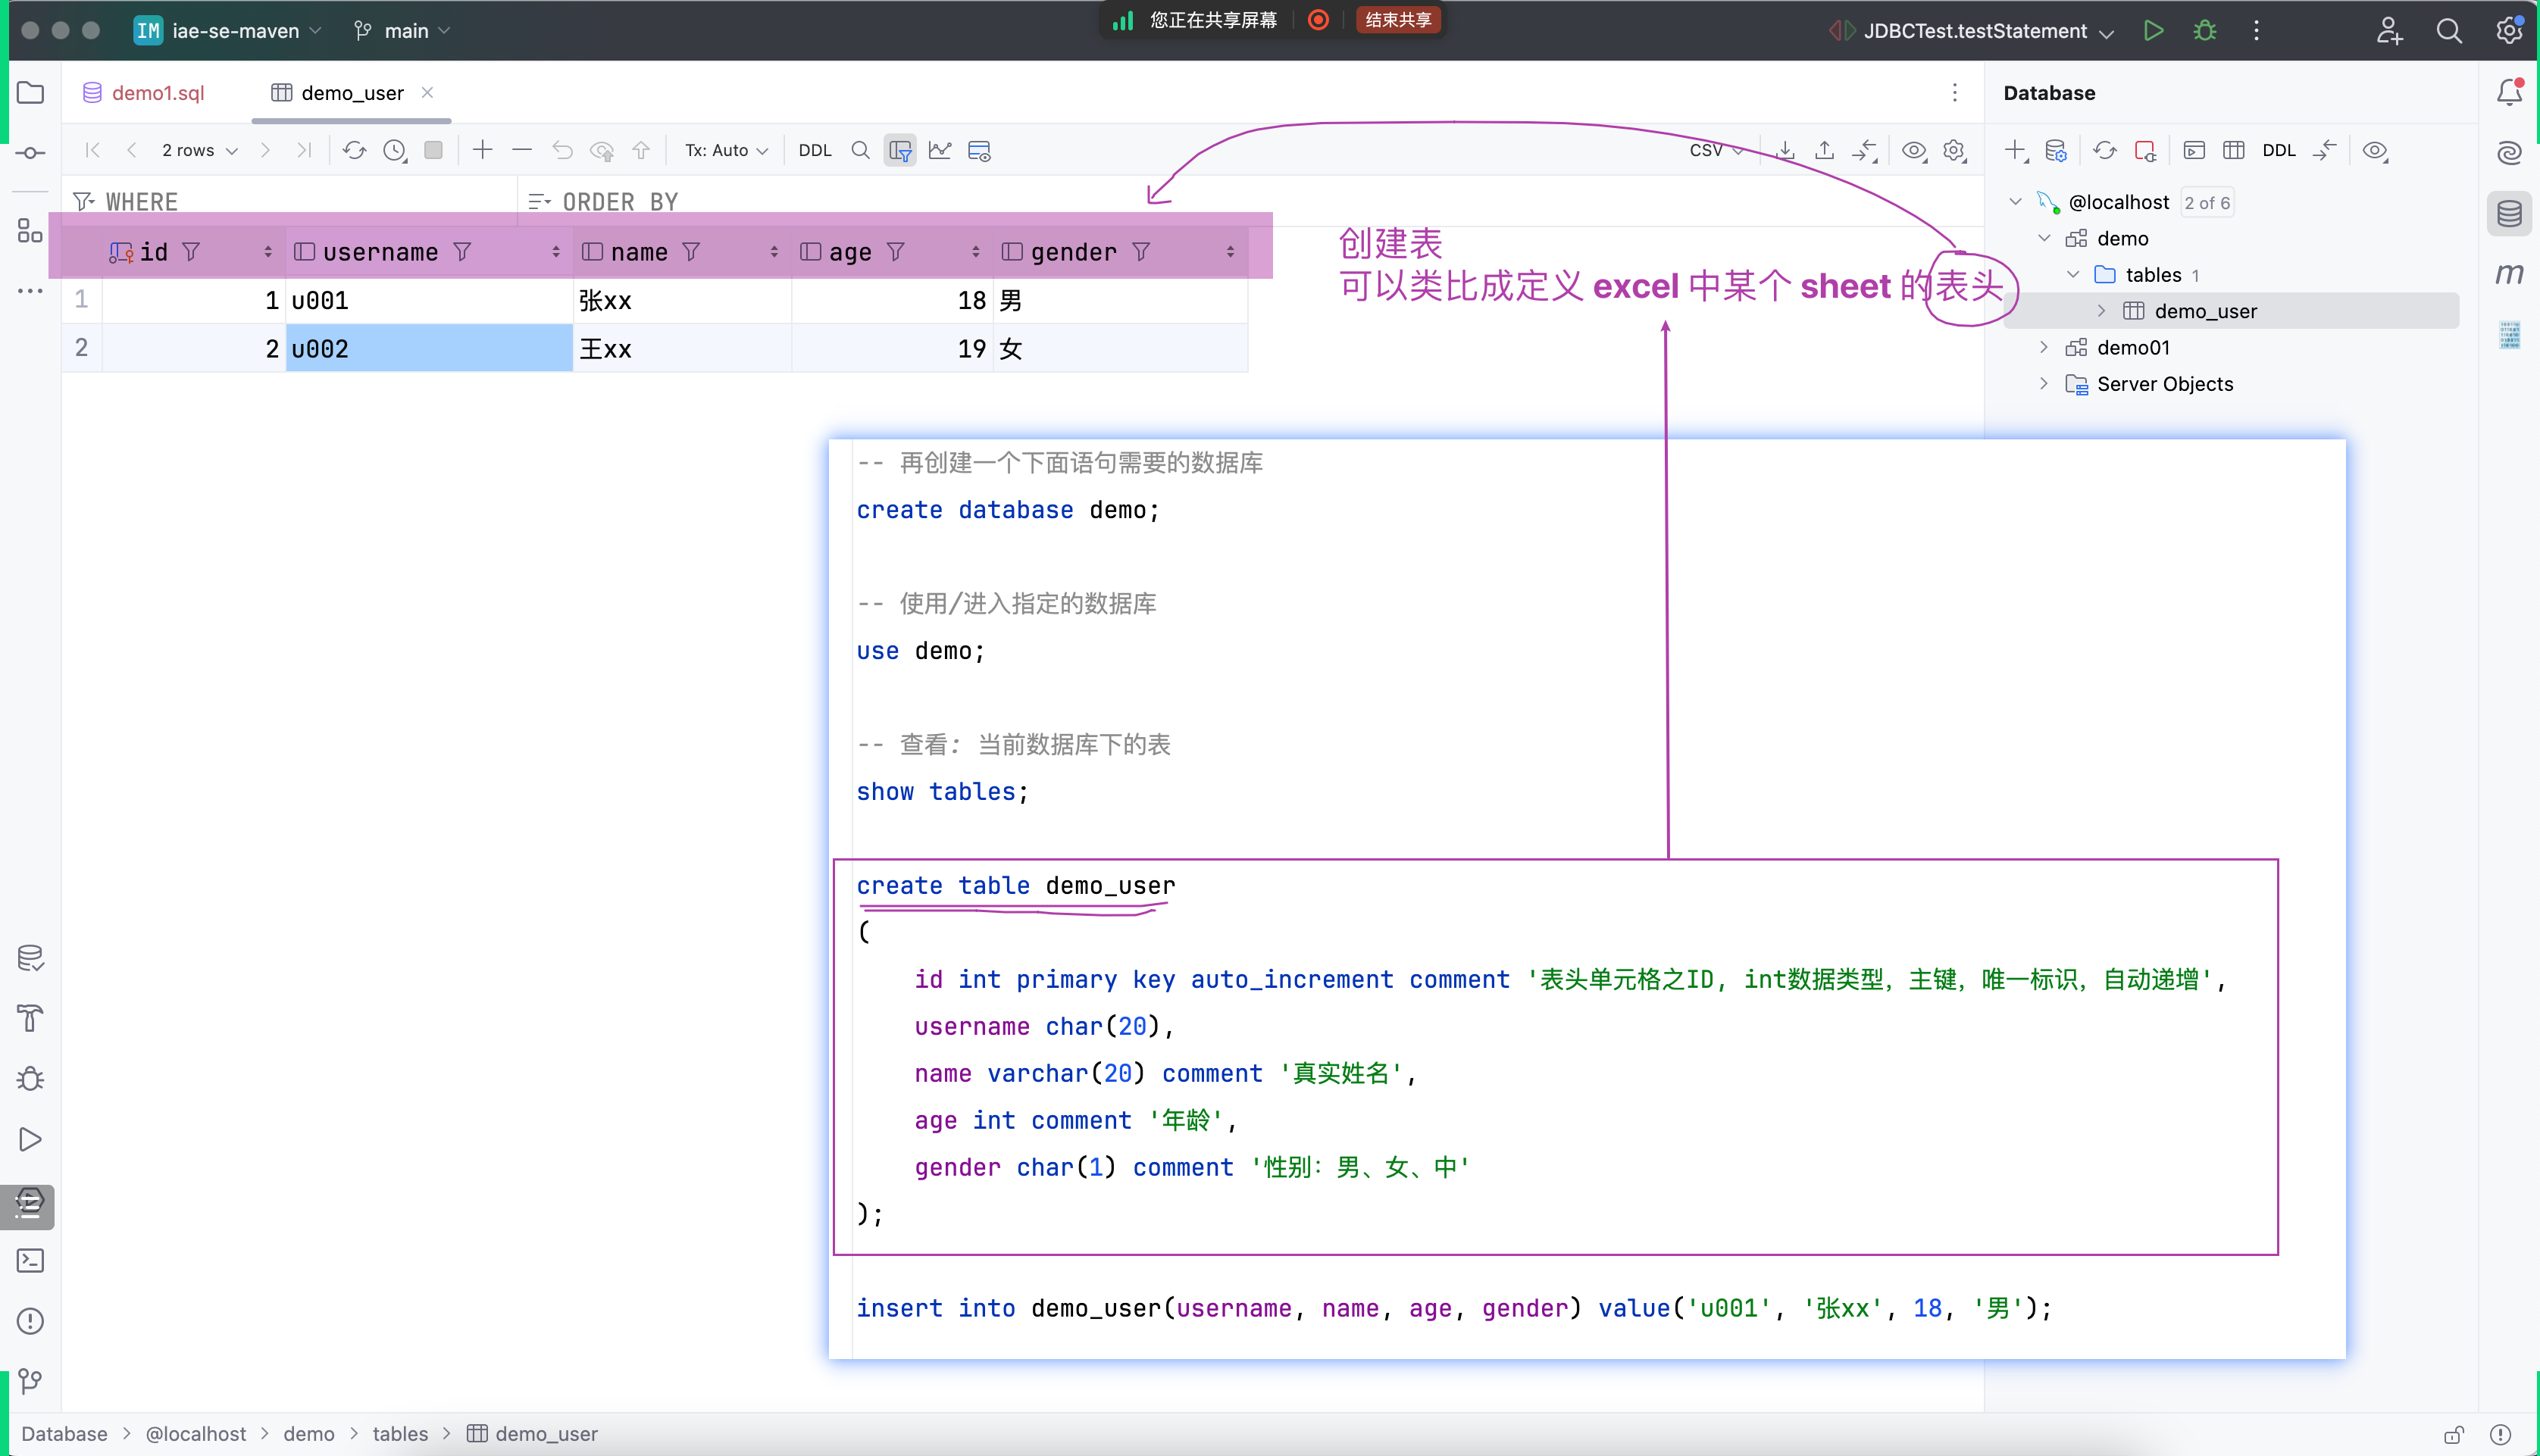 IM iae-se-maven main 您正在共享屏幕 结束共享 JDBCTest.testStatement
demo1.sql demo_user Database
2 rows Tx: Auto DDL CSV DDL
WHERE ORDER BY
id username name age gender
1 1 u001 张xx 18 男
2 2 u002 王xx 19 女
创建表
可以类比成定义 excel 中某个 sheet 的表头
@localhost 2 of 6
demo
tables 1
demo_user
demo01
Server Objects
m
-- 再创建一个下面语句需要的数据库
create database demo;
-- 使用/进入指定的数据库
use demo;
-- 查看: 当前数据库下的表
show tables;
create table demo_user
(
id int primary key auto_increment comment '表头单元格之ID, int数据类型, 主键, 唯一标识, 自动递增',
username char(20),
name varchar(20) comment '真实姓名',
age int comment '年龄',
gender char(1) comment '性别: 男、女、中'
);
insert into demo_user(username, name, age, gender) value('u001', '张xx', 18, '男');
Database @localhost demo tables demo_user